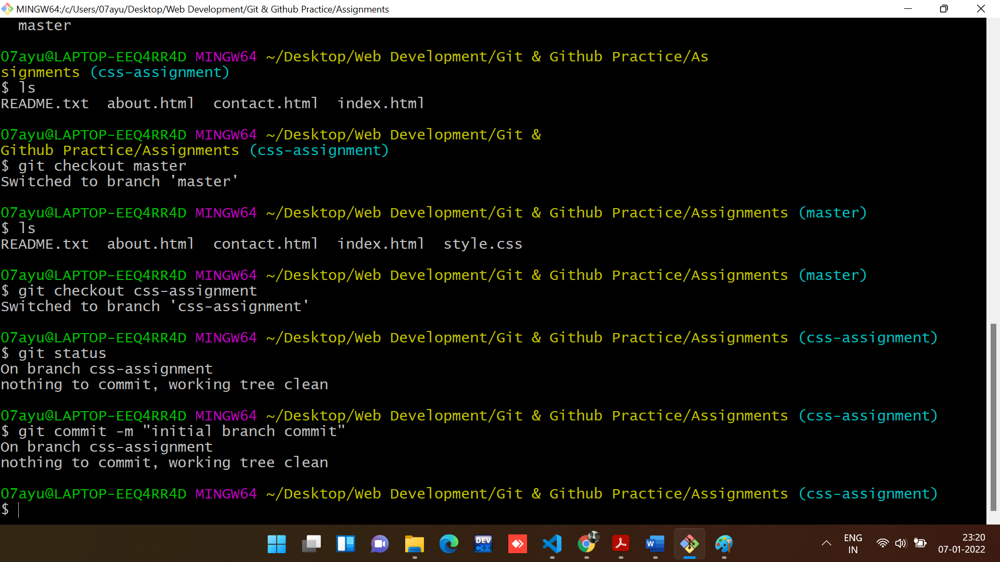 MINGW64:/c/Users/07ayu/Desktop/Web Development/Git & Github Practice/Assignments
master
07ayu@LAPTOP-EEQ4RR4D MINGW64 ~/Desktop/Web Development/Git & Github Practice/As
signments (css-assignment)
$ ls
README.txt  about.html  contact.html  index.html
07ayu@LAPTOP-EEQ4RR4D MINGW64 ~/Desktop/Web Development/Git &
Github Practice/Assignments (css-assignment)
$ git checkout master
Switched to branch 'master'
07ayu@LAPTOP-EEQ4RR4D MINGW64 ~/Desktop/Web Development/Git & Github Practice/Assignments (master)
$ ls
README.txt  about.html  contact.html  index.html  style.css
07ayu@LAPTOP-EEQ4RR4D MINGW64 ~/Desktop/Web Development/Git & Github Practice/Assignments (master)
$ git checkout css-assignment
Switched to branch 'css-assignment'
07ayu@LAPTOP-EEQ4RR4D MINGW64 ~/Desktop/Web Development/Git & Github Practice/Assignments (css-assignment)
$ git status
On branch css-assignment
nothing to commit, working tree clean
07ayu@LAPTOP-EEQ4RR4D MINGW64 ~/Desktop/Web Development/Git & Github Practice/Assignments (css-assignment)
$ git commit -m "initial branch commit"
On branch css-assignment
nothing to commit, working tree clean
07ayu@LAPTOP-EEQ4RR4D MINGW64 ~/Desktop/Web Development/Git & Github Practice/Assignments (css-assignment)
$
DEV
C++
W
ENG
IN
23:20
07-01-2022